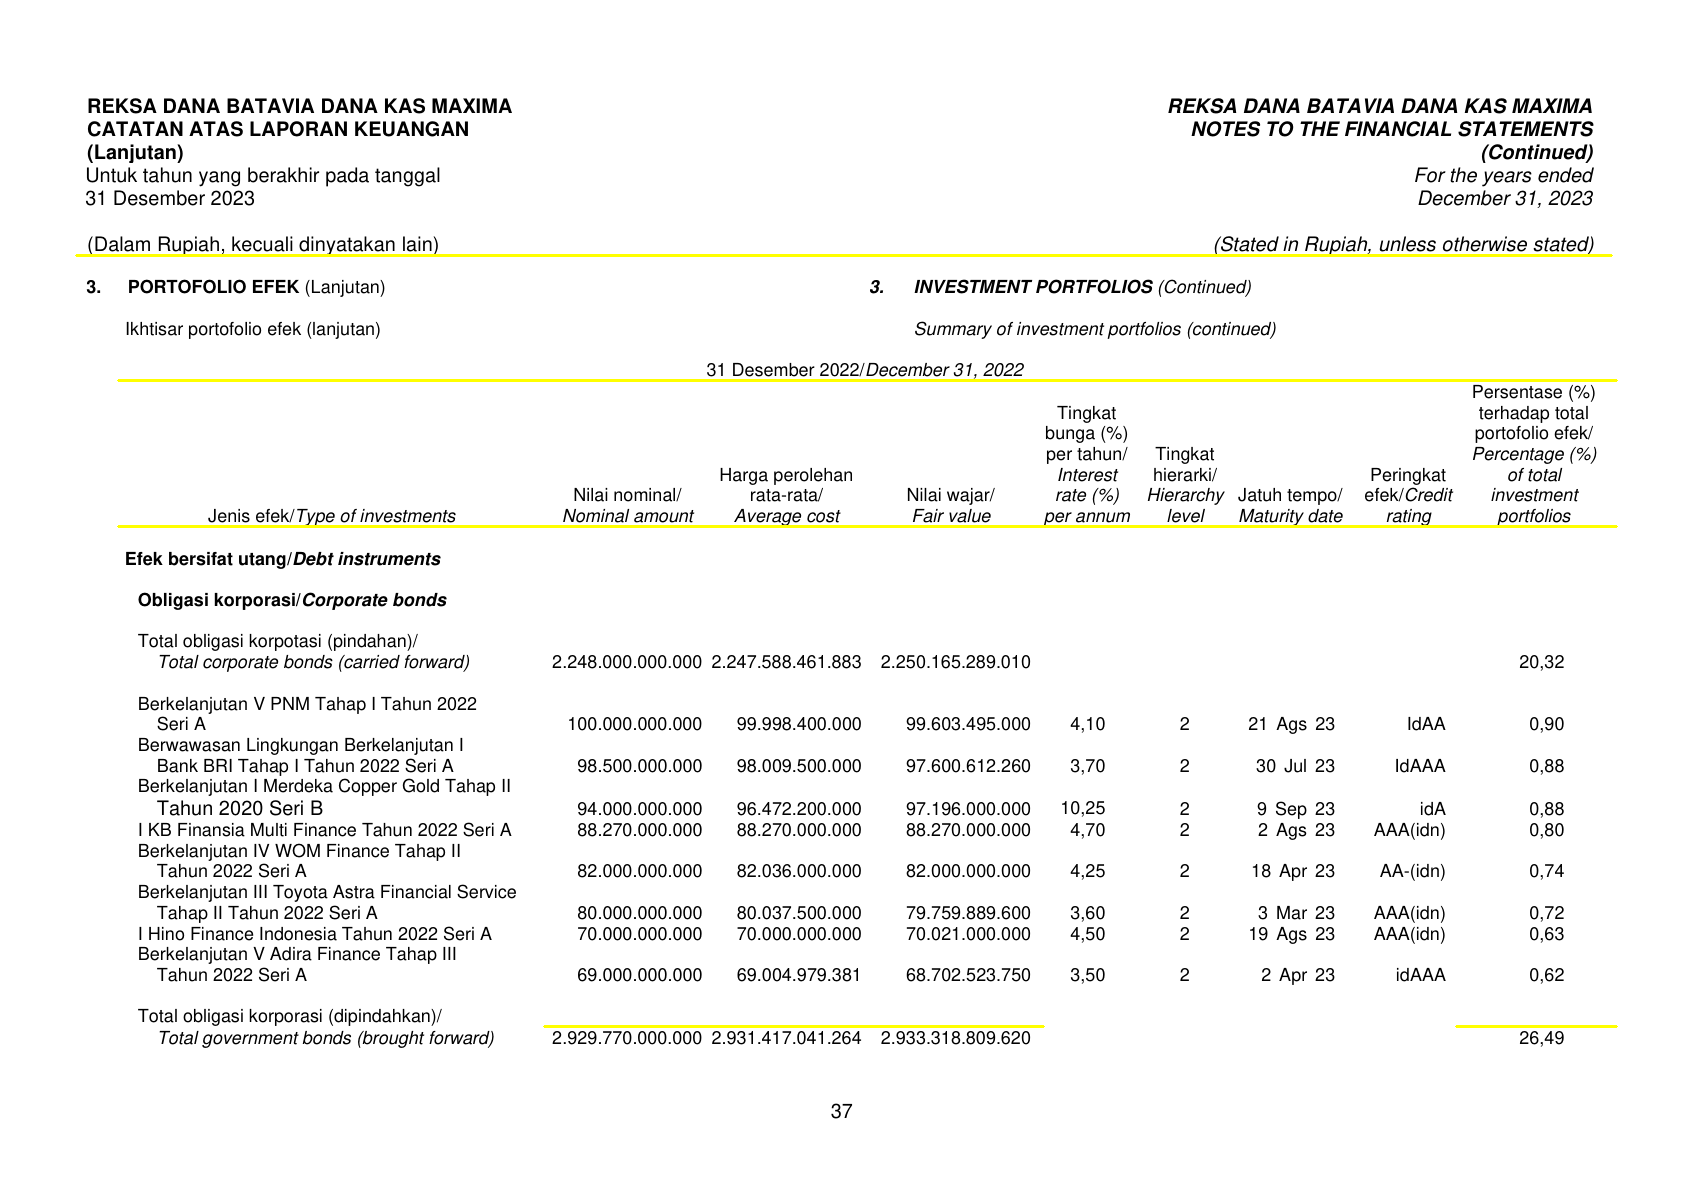 REKSA DANA BATAVIA DANA KAS MAXIMA
CATATAN ATAS LAPORAN KEUANGAN
(Lanjutan)
Untuk tahun yang berakhir pada tanggal
31 Desember 2023
(Dalam Rupiah, kecuali dinyatakan lain)
REKSA DANA BATAVIA DANA KAS MAXIMA
NOTES TO THE FINANCIAL STATEMENTS
(Continued)
For the years ended
December 31, 2023
(Stated in Rupiah, unless otherwise stated)
3. PORTOFOLIO EFEK (Lanjutan)
3. INVESTMENT PORTFOLIOS (Continued)
Ikhtisar portofolio efek (lanjutan)
Summary of investment portfolios (continued)
31 Desember 2022/December 31, 2022
Jenis efek/Type of investments
Nilai nominal/
Nominal amount
Harga perolehan
rata-rata/
Average cost
Nilai wajar/
Fair value
Tingkat
bunga (%)
per tahun/
Interest
rate (%)
per annum
Tingkat
hierarki/
Hierarchy
level
Jatuh tempo/
Maturity date
Peringkat
efek/Credit
rating
Persentase (%)
terhadap total
portofolio efek/
Percentage (%)
of total
investment
portfolios
Efek bersifat utang/Debt instruments
Obligasi korporasi/Corporate bonds
Total obligasi korpotasi (pindahan)/
Total corporate bonds (carried forward) 2.248.000.000.000 2.247.588.461.883 2.250.165.289.010 20,32
Berkelanjutan V PNM Tahap I Tahun 2022
Seri A 100.000.000.000 99.998.400.000 99.603.495.000 4,10 2 21 Ags 23 IdAA 0,90
Berwawasan Lingkungan Berkelanjutan I
Bank BRI Tahap I Tahun 2022 Seri A 98.500.000.000 98.009.500.000 97.600.612.260 3,70 2 30 Jul 23 IdAAA 0,88
Berkelanjutan I Merdeka Copper Gold Tahap II
Tahun 2020 Seri B 94.000.000.000 96.472.200.000 97.196.000.000 10,25 2 9 Sep 23 idA 0,88
I KB Finansia Multi Finance Tahun 2022 Seri A 88.270.000.000 88.270.000.000 88.270.000.000 4,70 2 2 Ags 23 AAA(idn) 0,80
Berkelanjutan IV WOM Finance Tahap II
Tahun 2022 Seri A 82.000.000.000 82.036.000.000 82.000.000.000 4,25 2 18 Apr 23 AA-(idn) 0,74
Berkelanjutan III Toyota Astra Financial Service
Tahap II Tahun 2022 Seri A 80.000.000.000 80.037.500.000 79.759.889.600 3,60 2 3 Mar 23 AAA(idn) 0,72
I Hino Finance Indonesia Tahun 2022 Seri A 70.000.000.000 70.000.000.000 70.021.000.000 4,50 2 19 Ags 23 AAA(idn) 0,63
Berkelanjutan V Adira Finance Tahap III
Tahun 2022 Seri A 69.000.000.000 69.004.979.381 68.702.523.750 3,50 2 2 Apr 23 idAAA 0,62
Total obligasi korporasi (dipindahkan)/
Total government bonds (brought forward) 2.929.770.000.000 2.931.417.041.264 2.933.318.809.620 26,49
37